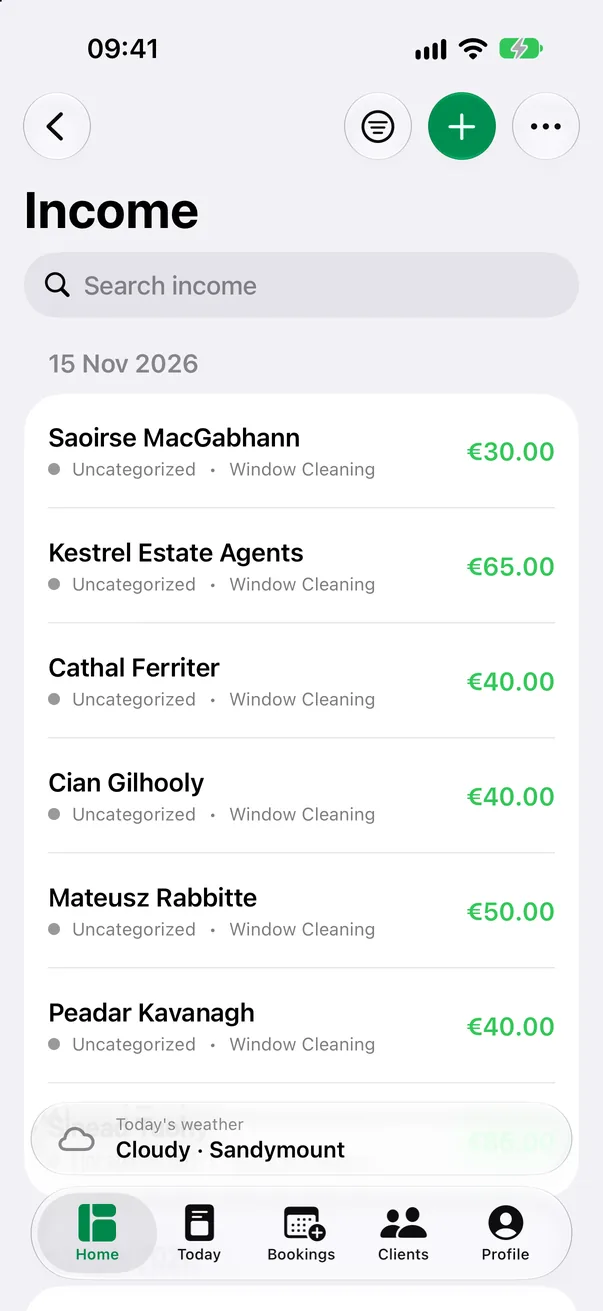 09:41
Income
Search income
15 Nov 2026
Saoirse MacGabhann
€30.00
Uncategorized • Window Cleaning
Kestrel Estate Agents
€65.00
Uncategorized • Window Cleaning
Cathal Ferriter
€40.00
Uncategorized • Window Cleaning
Cian Gilhooly
€40.00
Uncategorized • Window Cleaning
Mateusz Rabbitte
€50.00
Uncategorized • Window Cleaning
Peadar Kavanagh
€40.00
Uncategorized • Window Cleaning
Today's weather
Cloudy · Sandymount
Home
Today
Bookings
Clients
Profile